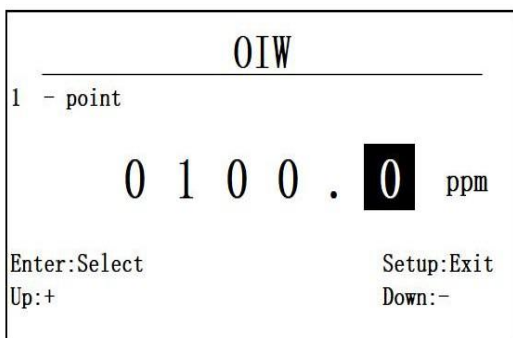 OIW
1 - point
0 1 0 0 . 0 ppm
Enter:Select Setup:Exit
Up:+ Down:-